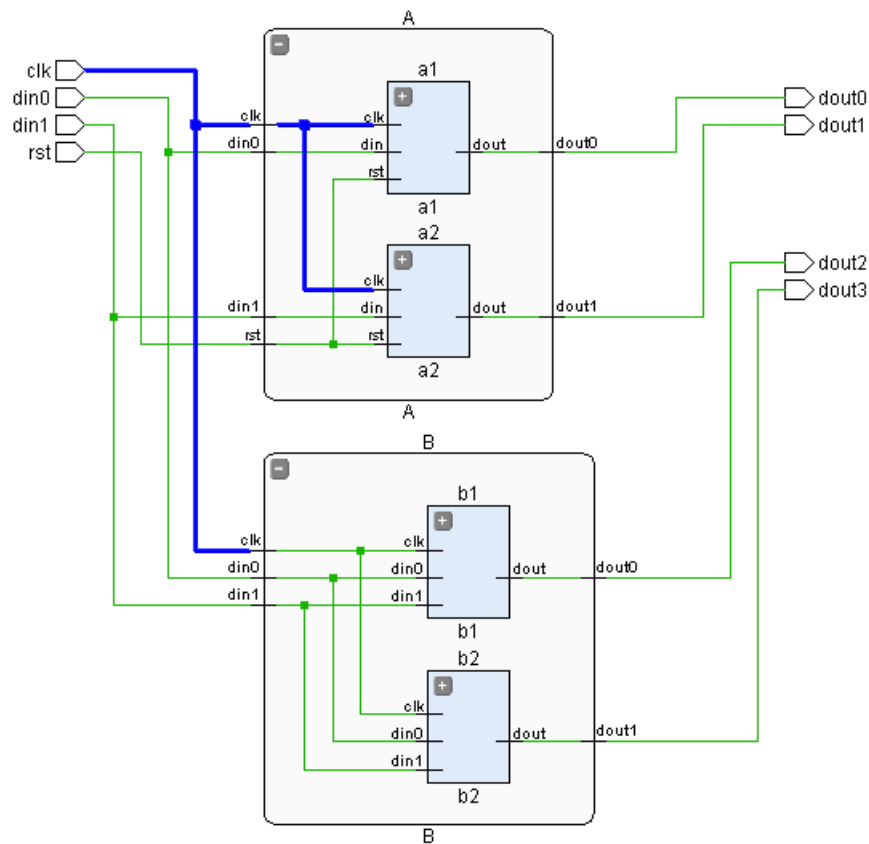 A
clk
din0
din1
rst
a1
clk clk
din0 din dout dout0
rst
a1
a2
clk
din1 din dout dout1
rst rst
a2
A
dout0
dout1
dout2
dout3
B
b1
clk clk
din0 din0 dout dout0
din1 din1
b1
b2
clk
din0 dout dout1
din1
b2
B